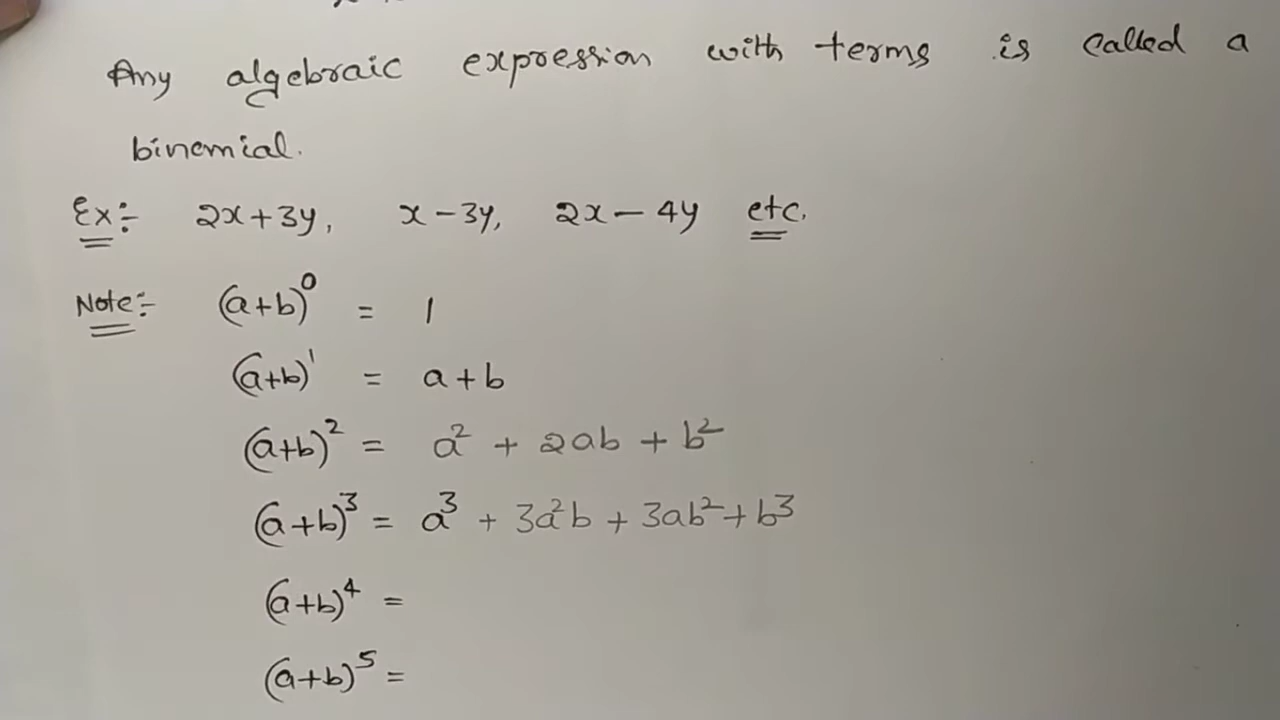 Any algebraic expression with terms is called a
binomial.
Ex:- 2x+3y, x-3y, 2x-4y etc.
Note:- (a+b)⁰ = 1
(a+b)¹ = a+b
(a+b)² = a² + 2ab + b²
(a+b)³ = a³ + 3a²b + 3ab² + b³
(a+b)⁴ =
(a+b)⁵ =